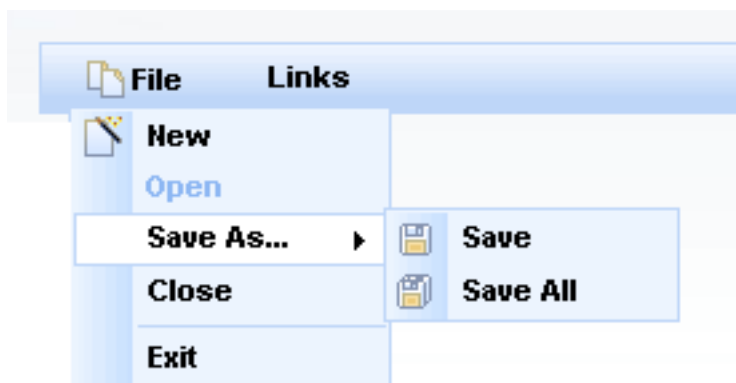 File Links
New
Open
Save As...
Save
Close
Save All
Exit